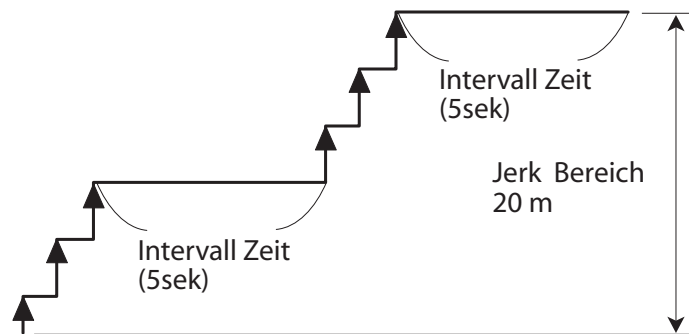 Intervall Zeit
(5sek)
Jerk Bereich
20 m
Intervall Zeit
(5sek)